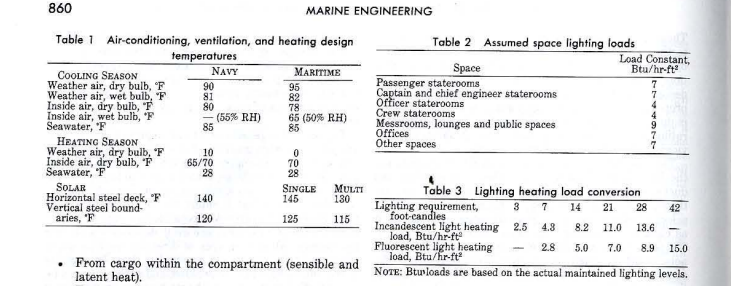 860
MARINE ENGINEERING
Table 1 Air-conditioning, ventilation, and heating design
temperatures
NAVY MARITIME
COOLING SEASON
Weather air, dry bulb, °F 90 95
Weather air, wet bulb, °F 81 82
Inside air, dry bulb, °F 80 78
Inside air, wet bulb, °F — (55% RH) 65 (50% RH)
Seawater, °F 85 85
HEATING SEASON
Weather air, dry bulb, °F 10 0
Inside air, dry bulb, °F 65/70 70
Seawater, °F 28 28
SOLAR SINGLE MULTI
Horizontal steel deck, °F 140 145 130
Vertical steel bound-
aries, °F 120 125 115
• From cargo within the compartment (sensible and
latent heat).
Table 2 Assumed space lighting loads
Load Constant,
Space Btu/hr-ft²
Passenger staterooms 7
Captain and chief engineer staterooms 7
Officer staterooms 4
Crew staterooms 4
Messrooms, lounges and public spaces 9
Offices 7
Other spaces 7
Table 3 Lighting heating load conversion
Lighting requirement, 3 7 14 21 28 42
foot-candles
Incandescent light heating 2.5 4.3 8.2 11.0 13.6 —
load, Btu/hr-ft²
Fluorescent light heating — 2.8 5.0 7.0 8.9 15.0
load, Btu/hr-ft²
NOTE: Btu loads are based on the actual maintained lighting levels.